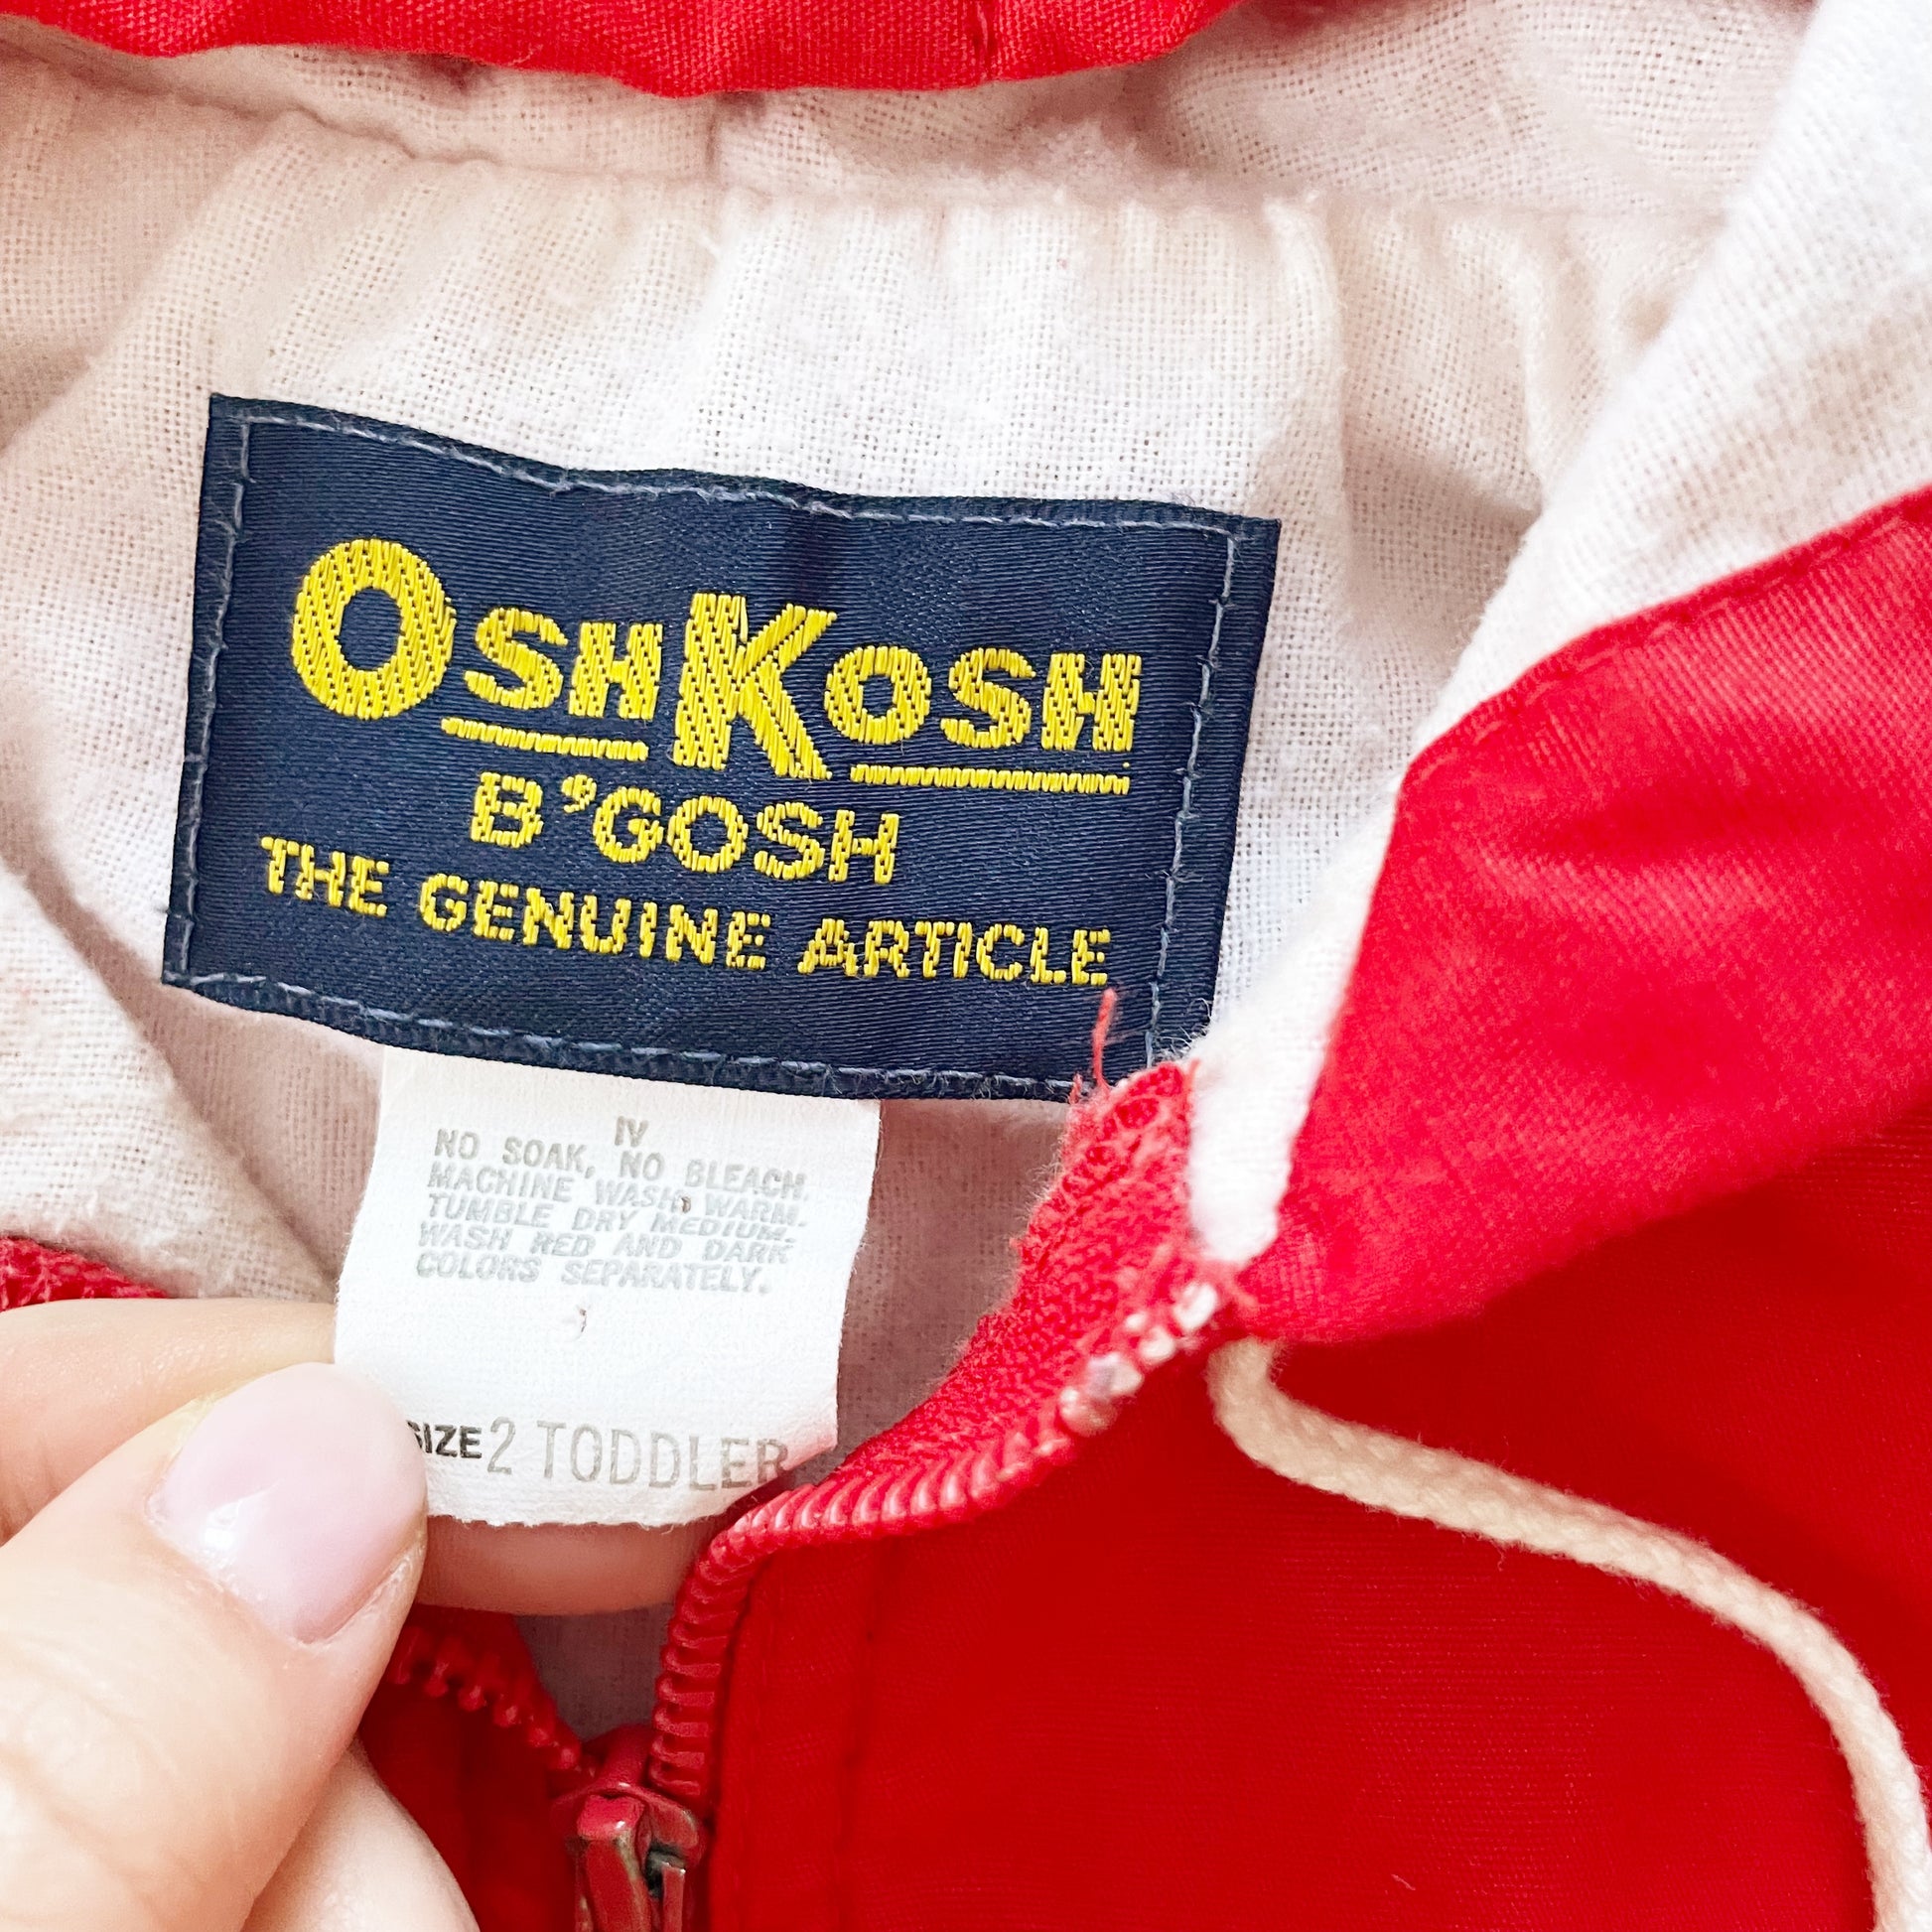 OSHKOSH
B'GOSH
THE GENUINE ARTICLE
IV
NO SOAK, NO BLEACH.
MACHINE WASH, WARM.
TUMBLE DRY MEDIUM.
WASH RED AND DARK
COLORS SEPARATELY.
SIZE 2 TODDLER